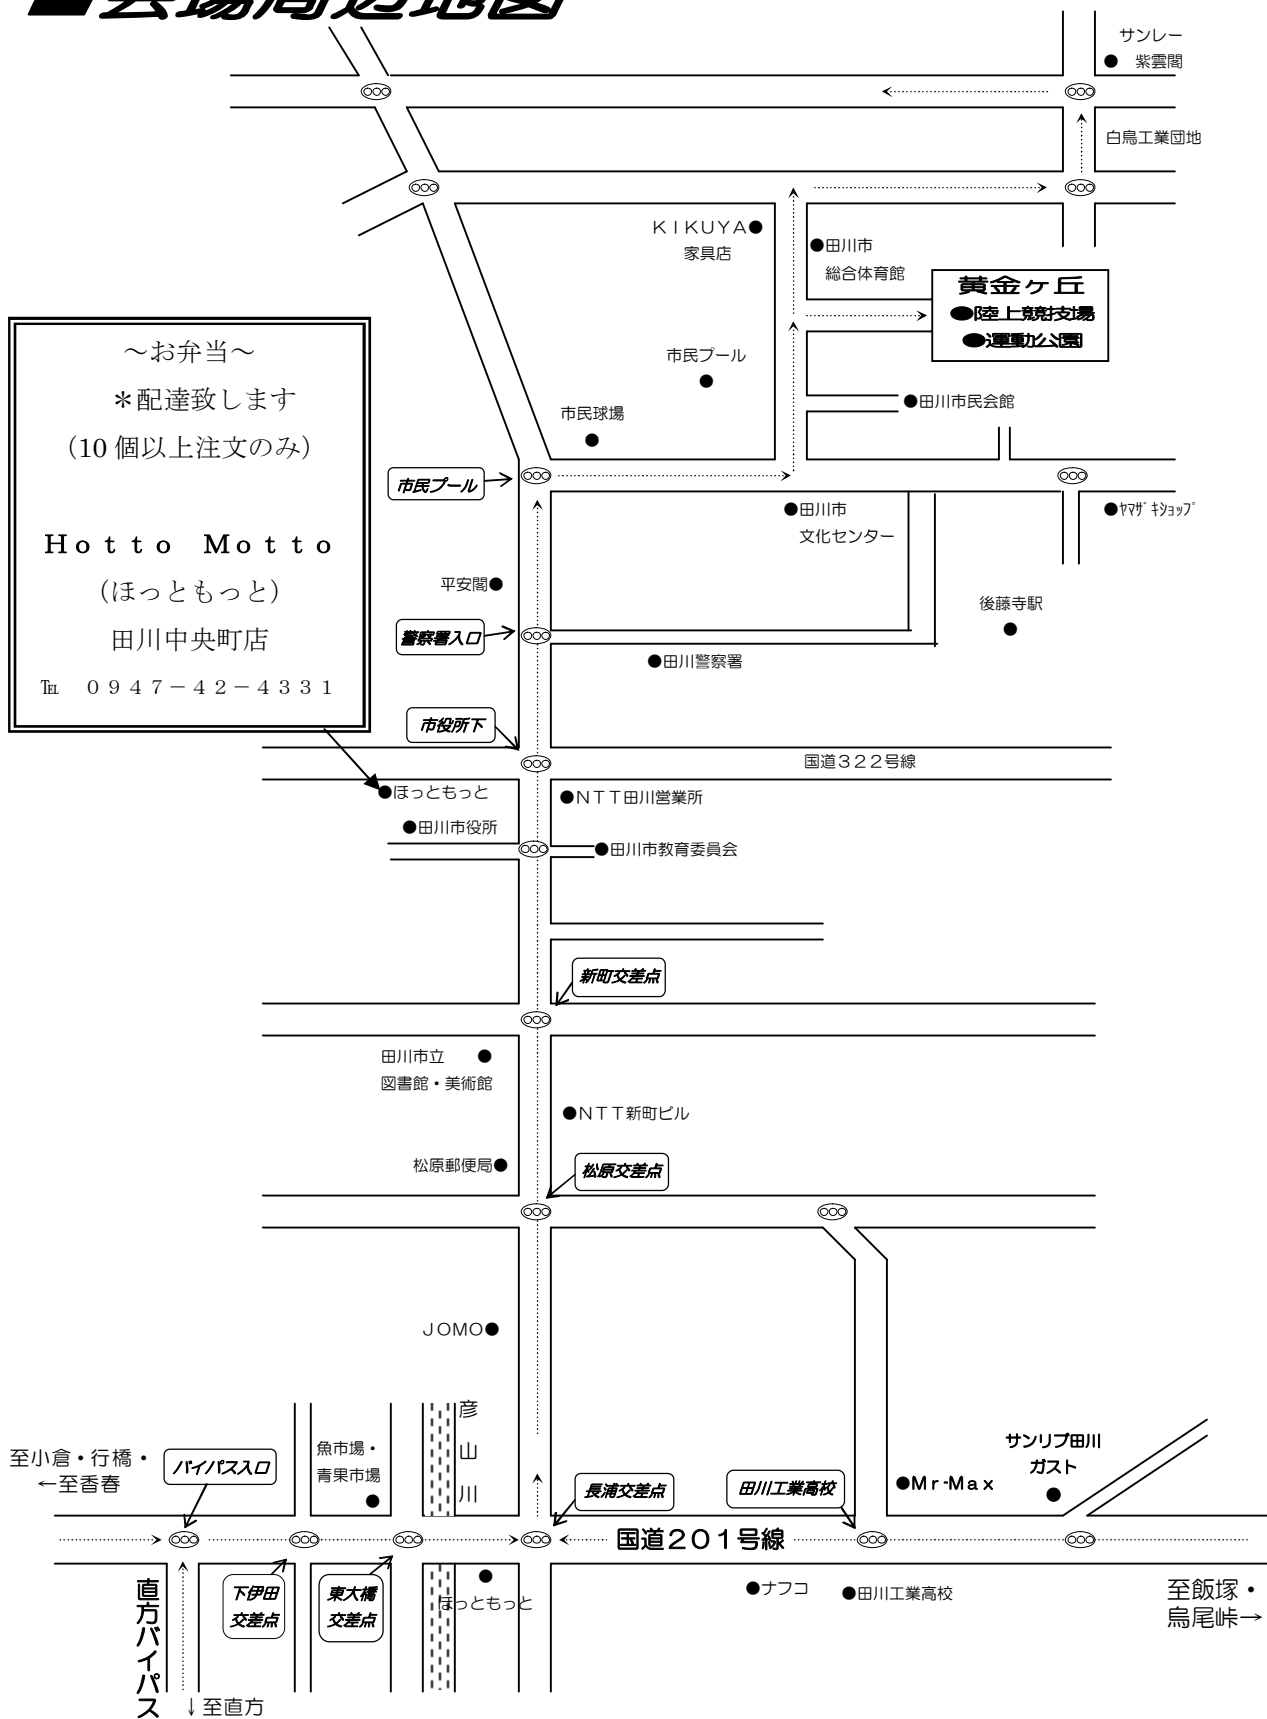 ■会場周辺地図
サンレー
● 紫雲閣
白鳥工業団地
ＫＩＫＵＹＡ●
家具店
●田川市
総合体育館
黄金ヶ丘
●陸上競技場
●運動公園
～お弁当～
＊配達致します
（10 個以上注文のみ）
Ｈｏｔｔｏ　Ｍｏｔｔｏ
（ほっともっと）
田川中央町店
℡　０９４７－４２－４３３１
市民プール
●
市民球場
●
●田川市民会館
市民プール
●田川市
文化センター
●ﾔﾏｻﾞｷｼｮｯﾌﾟ
平安閣●
後藤寺駅
●
警察署入口
●田川警察署
市役所下
国道３２２号線
●ほっともっと
●ＮＴＴ田川営業所
●田川市役所
●田川市教育委員会
新町交差点
田川市立　●
図書館・美術館
●ＮＴＴ新町ビル
松原郵便局●
松原交差点
ＪＯＭＯ●
彦山川
至小倉・行橋・
←至香春
バイパス入口
魚市場・
青果市場
●
長浦交差点
田川工業高校
●Ｍｒ-Ｍａｘ
サンリブ田川
ガスト
●
国道２０１号線
直方バイパス
下伊田
交差点
東大橋
交差点
●
ほっともっと
●ナフコ
●田川工業高校
至飯塚・
烏尾峠→
↓至直方